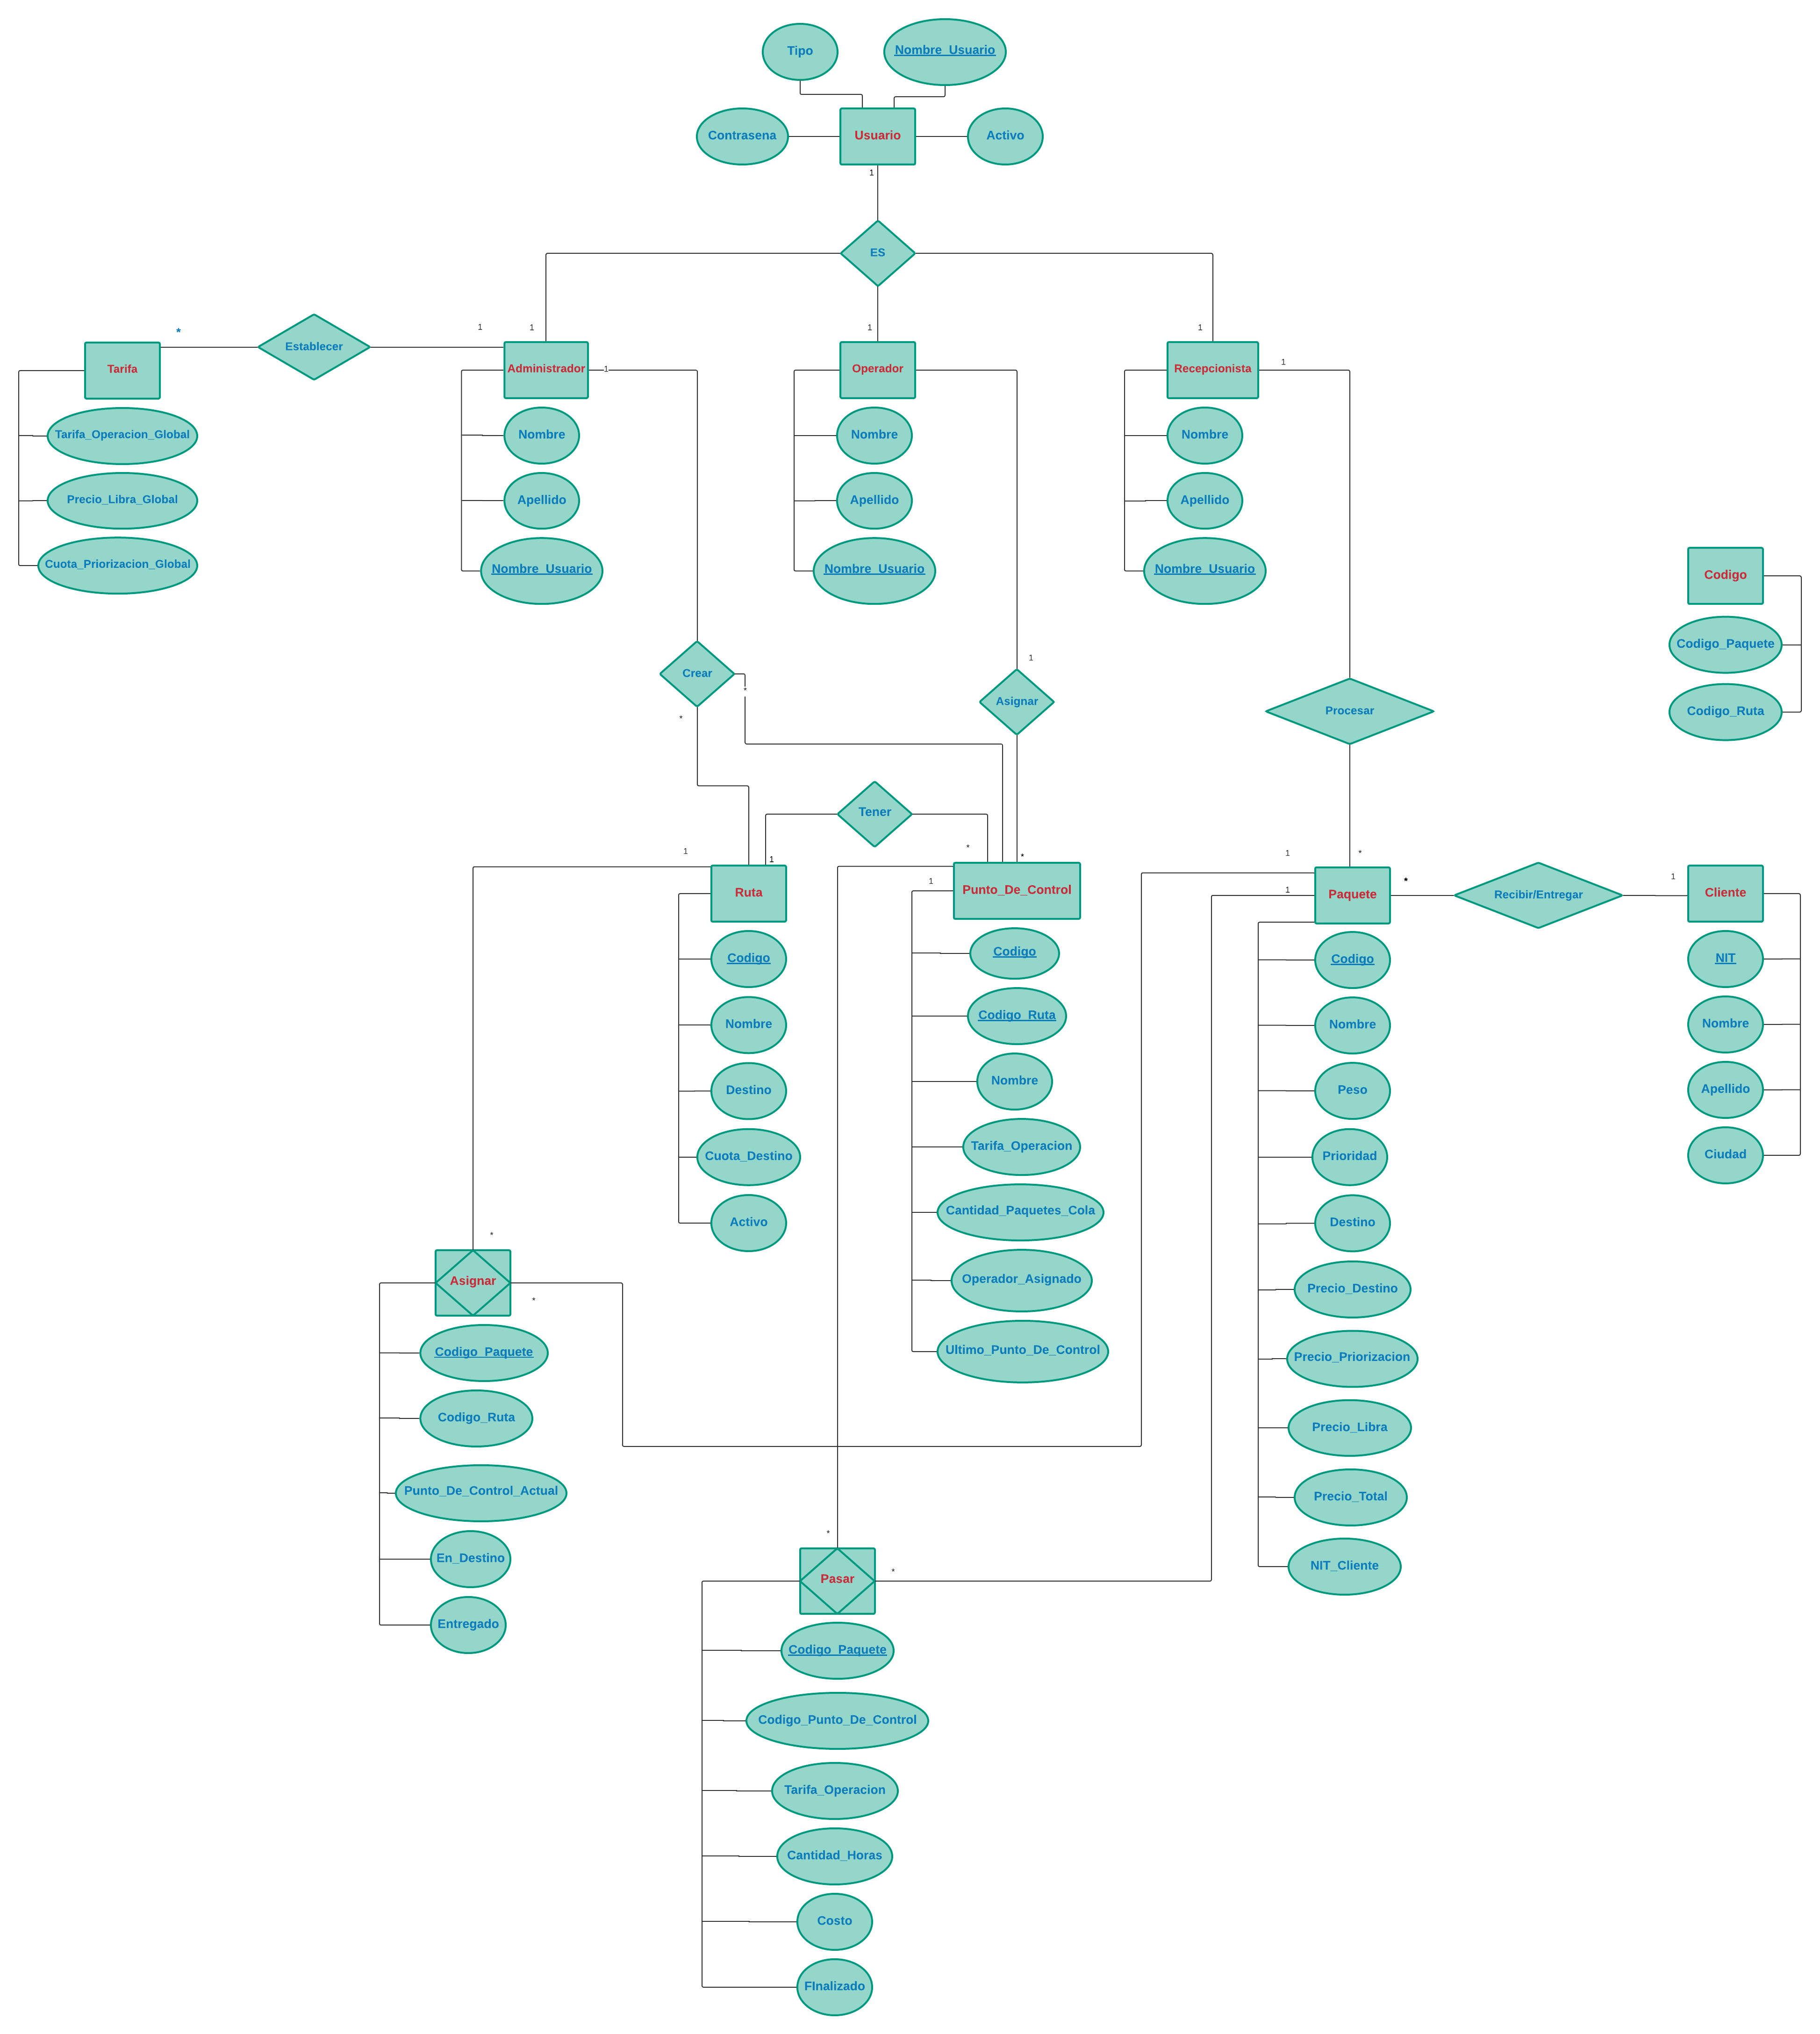 Tipo
Nombre_Usuario
Contrasena
Usuario
Activo
1
ES
*
Establecer
1
1
1
1
Tarifa
Administrador
1
Operador
Recepcionista
1
Tarifa_Operacion_Global
Nombre
Nombre
Nombre
Precio_Libra_Global
Apellido
Apellido
Apellido
Cuota_Priorizacion_Global
Nombre_Usuario
Nombre_Usuario
Nombre_Usuario
Codigo
Codigo_Paquete
Codigo_Ruta
Crear
*
*
1
Asignar
Procesar
Tener
1
1
*
*
1
*
1
Ruta
1
Punto_De_Control
1
Paquete
*
Recibir/Entregar
1
Cliente
Codigo
Nombre
Destino
Cuota_Destino
Activo
Codigo
Codigo_Ruta
Nombre
Tarifa_Operacion
Cantidad_Paquetes_Cola
Operador_Asignado
Ultimo_Punto_De_Control
Codigo
Nombre
Peso
Prioridad
Destino
Precio_Destino
Precio_Priorizacion
Precio_Libra
Precio_Total
NIT_Cliente
NIT
Nombre
Apellido
Ciudad
*
Asignar
*
Codigo_Paquete
Codigo_Ruta
Punto_De_Control_Actual
En_Destino
Entregado
*
Pasar
*
Codigo_Paquete
Codigo_Punto_De_Control
Tarifa_Operacion
Cantidad_Horas
Costo
FInalizado